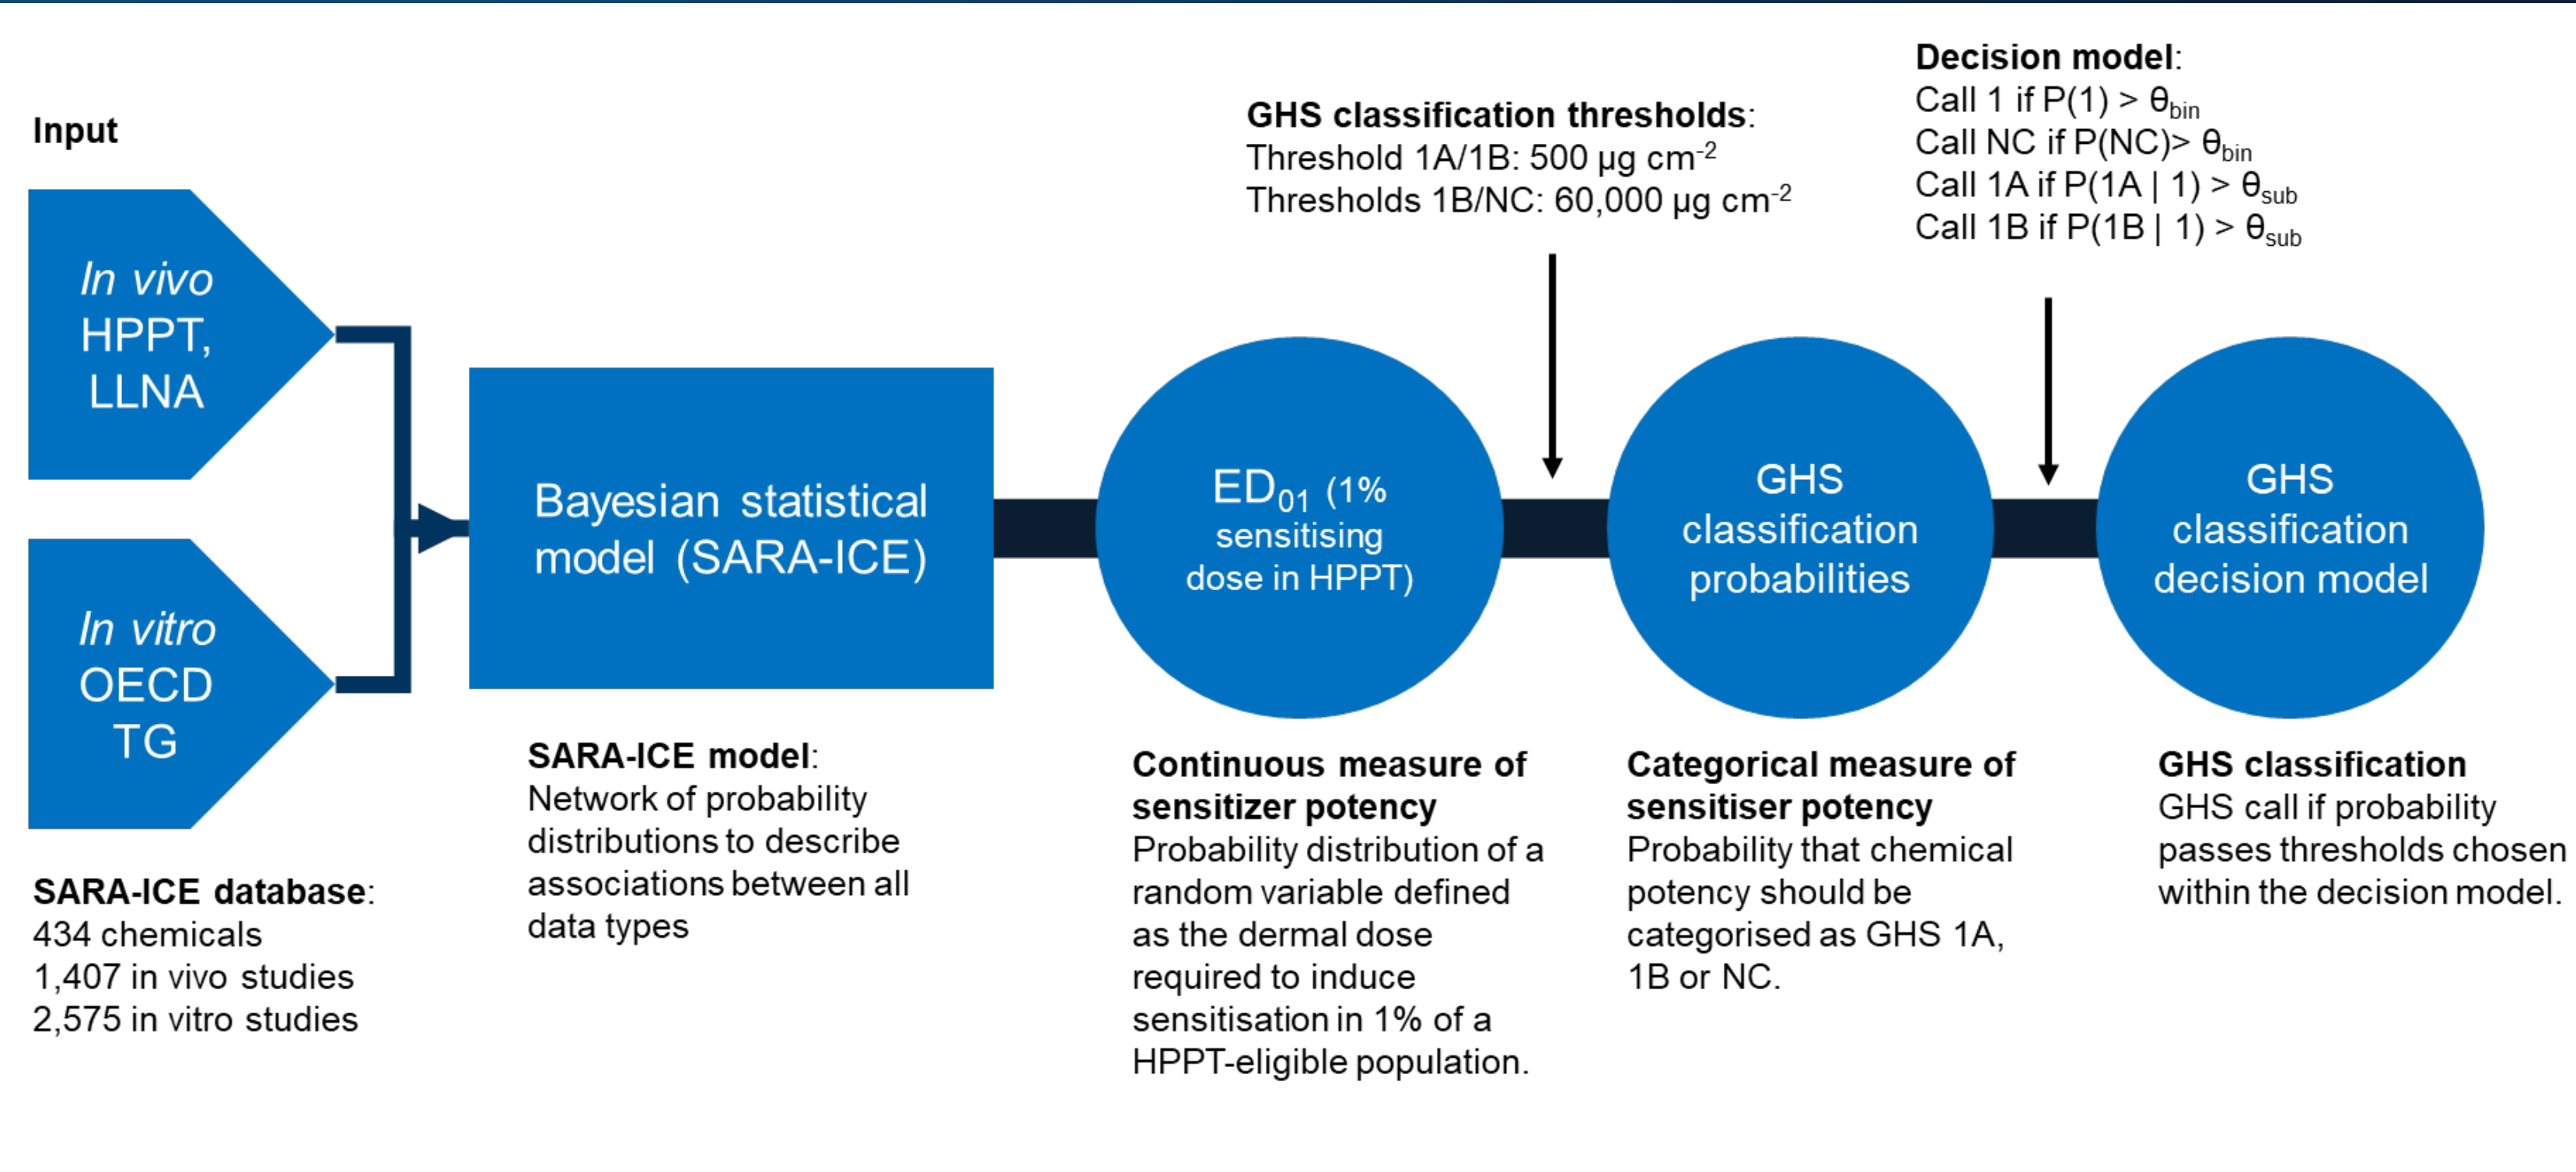 Input
In vivo
HPPT,
LLNA
In vitro
OECD
TG
SARA-ICE database:
434 chemicals
1,407 in vivo studies
2,575 in vitro studies
Bayesian statistical
model (SARA-ICE)
SARA-ICE model:
Network of probability
distributions to describe
associations between all
data types
ED01 (1%
sensitising
dose in HPPT)
Continuous measure of
sensitizer potency
Probability distribution of a
random variable defined
as the dermal dose
required to induce
sensitisation in 1% of a
HPPT-eligible population.
GHS classification thresholds:
Threshold 1A/1B: 500 µg cm-2
Thresholds 1B/NC: 60,000 µg cm-2
GHS
classification
probabilities
Categorical measure of
sensitiser potency
Probability that chemical
potency should be
categorised as GHS 1A,
1B or NC.
Decision model:
Call 1 if P(1) > θbin
Call NC if P(NC)> θbin
Call 1A if P(1A | 1) > θsub
Call 1B if P(1B | 1) > θsub
GHS
classification
decision model
GHS classification
GHS call if probability
passes thresholds chosen
within the decision model.